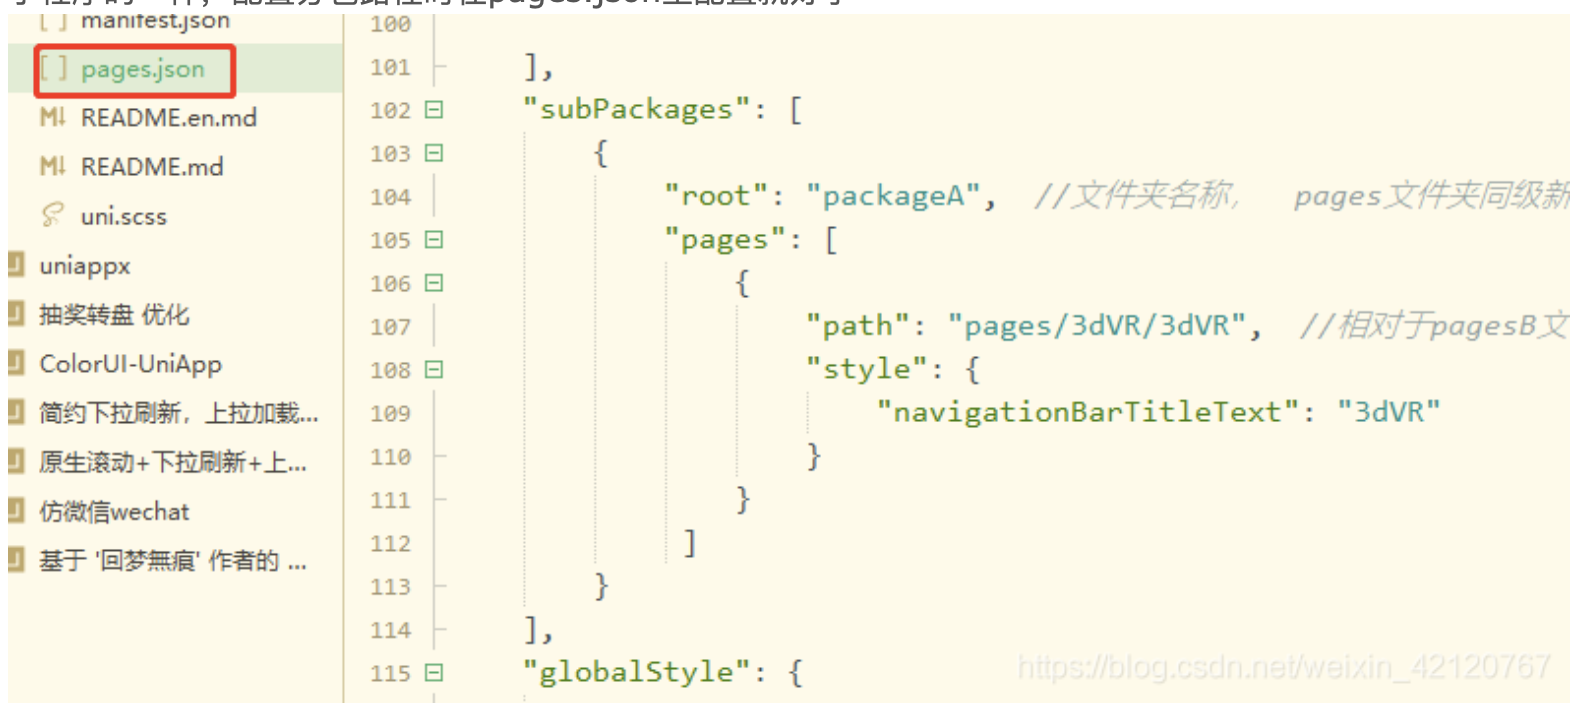 pages.json
manifest.json
pages.json
README.en.md
README.md
uni.scss
uniappx
抽奖转盘 优化
ColorUI-UniApp
简约下拉刷新，上拉加载...
原生滚动+下拉刷新+上...
仿微信wechat
基于 '回梦無痕' 作者的 ...
100
101 ],
102 "subPackages": [
103 {
104 "root": "packageA", //文件夹名称, pages文件夹同级新
105 "pages": [
106 {
107 "path": "pages/3dVR/3dVR", //相对于pagesB文
108 "style": {
109 "navigationBarTitleText": "3dVR"
110 }
111 }
112 ]
113 }
114 ],
115 "globalStyle": {
https://blog.csdn.net/weixin_42120767